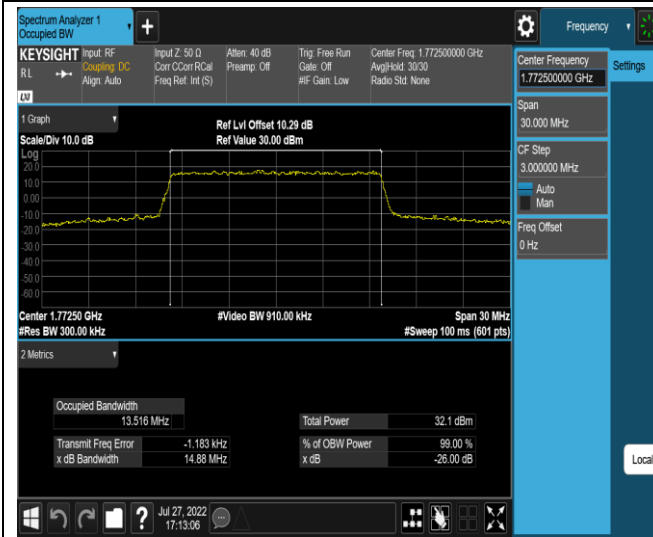 Spectrum Analyzer 1
Occupied BW
Frequency
KEYSIGHT
RL
Input: RF
Coupling: DC
Align: Auto
Input Z: 50 Ω
Corr CCorr RCal
Freq Ref: Int (S)
Atten: 40 dB
Preamp: Off
Trig: Free Run
Gate: Off
#IF Gain: Low
Center Freq: 1.772500000 GHz
Avg|Hold: 30/30
Radio Std: None
1 Graph
Scale/Div 10.0 dB
Ref Lvl Offset 10.29 dB
Ref Value 30.00 dBm
Log
20.0
10.0
0.00
-10.0
-20.0
-30.0
-40.0
-50.0
-60.0
Center 1.77250 GHz
#Video BW 910.00 kHz
Span 30 MHz
#Res BW 300.00 kHz
#Sweep 100 ms (601 pts)
2 Metrics
Occupied Bandwidth
13.516 MHz
Total Power
32.1 dBm
Transmit Freq Error
-1.183 kHz
% of OBW Power
99.00 %
x dB Bandwidth
14.88 MHz
x dB
-26.00 dB
Center Frequency
1.772500000 GHz
Settings
Span
30.000 MHz
CF Step
3.000000 MHz
Auto
Man
Freq Offset
0 Hz
Local
?
Jul 27, 2022
17:13:06